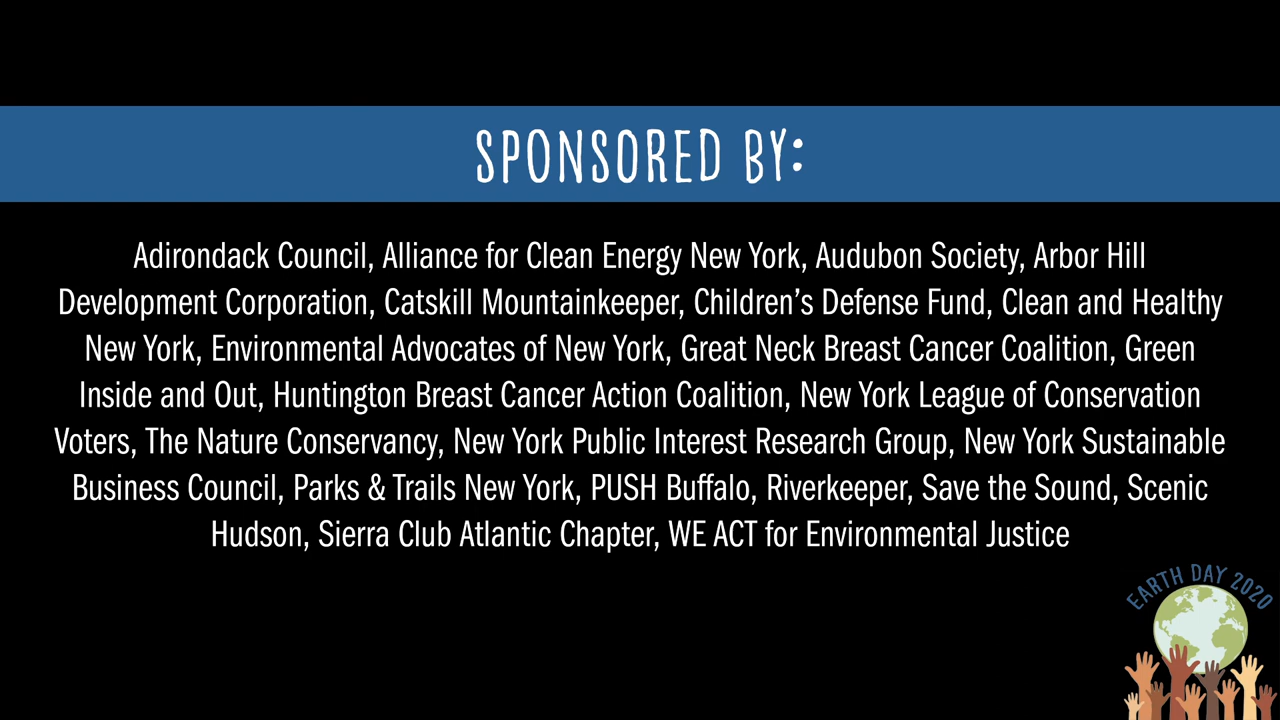 SPONSORED BY:
Adirondack Council, Alliance for Clean Energy New York, Audubon Society, Arbor Hill
Development Corporation, Catskill Mountainkeeper, Children’s Defense Fund, Clean and Healthy
New York, Environmental Advocates of New York, Great Neck Breast Cancer Coalition, Green
Inside and Out, Huntington Breast Cancer Action Coalition, New York League of Conservation
Voters, The Nature Conservancy, New York Public Interest Research Group, New York Sustainable
Business Council, Parks & Trails New York, PUSH Buffalo, Riverkeeper, Save the Sound, Scenic
Hudson, Sierra Club Atlantic Chapter, WE ACT for Environmental Justice
EARTH DAY 2020